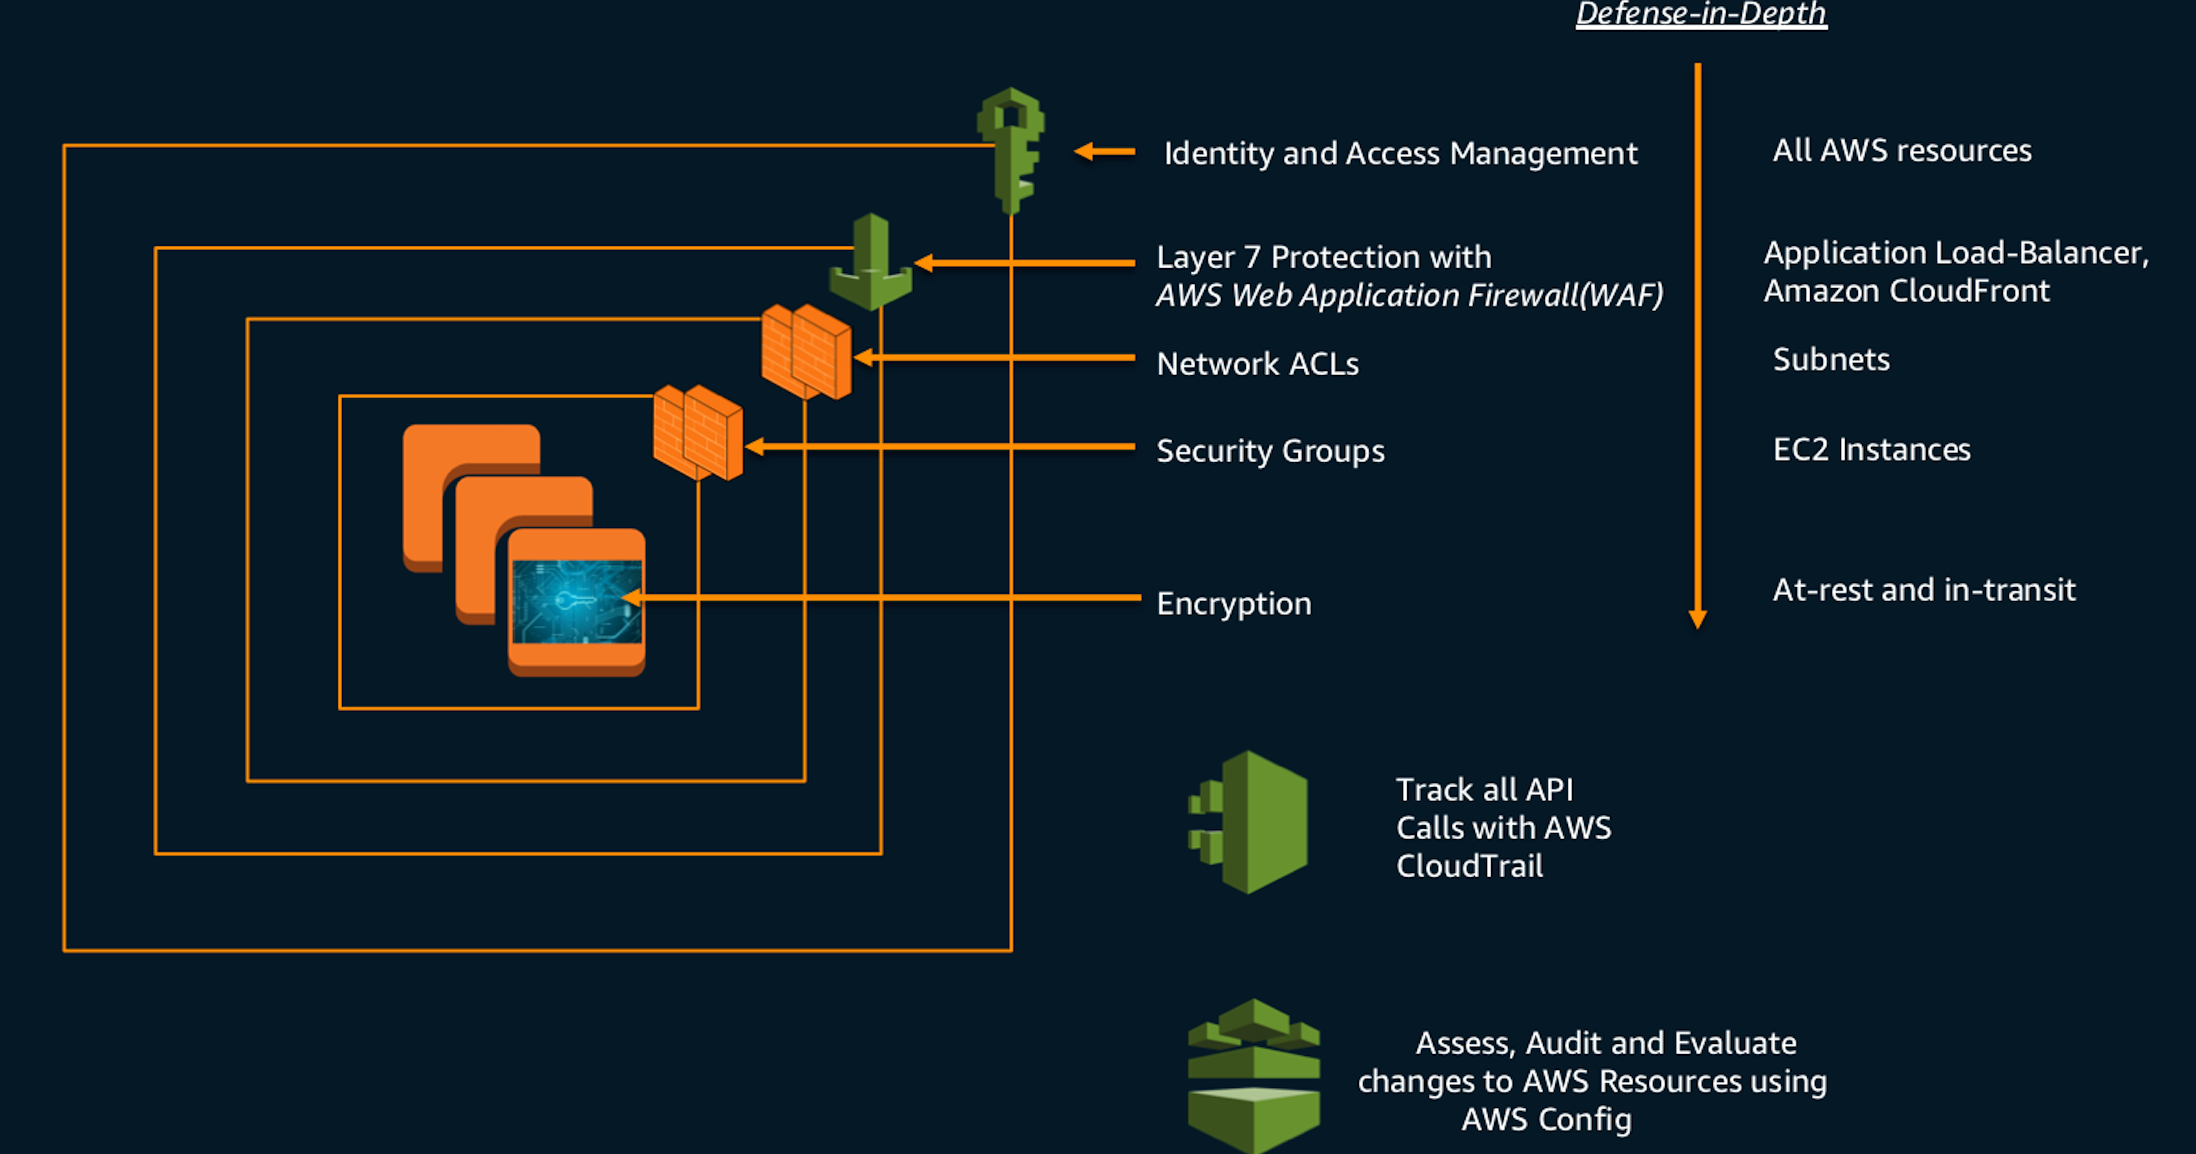 Defense-in-Depth
Identity and Access Management
All AWS resources
Layer 7 Protection with
AWS Web Application Firewall(WAF)
Application Load-Balancer,
Amazon CloudFront
Network ACLs
Subnets
Security Groups
EC2 Instances
Encryption
At-rest and in-transit
Track all API
Calls with AWS
CloudTrail
Assess, Audit and Evaluate
changes to AWS Resources using
AWS Config